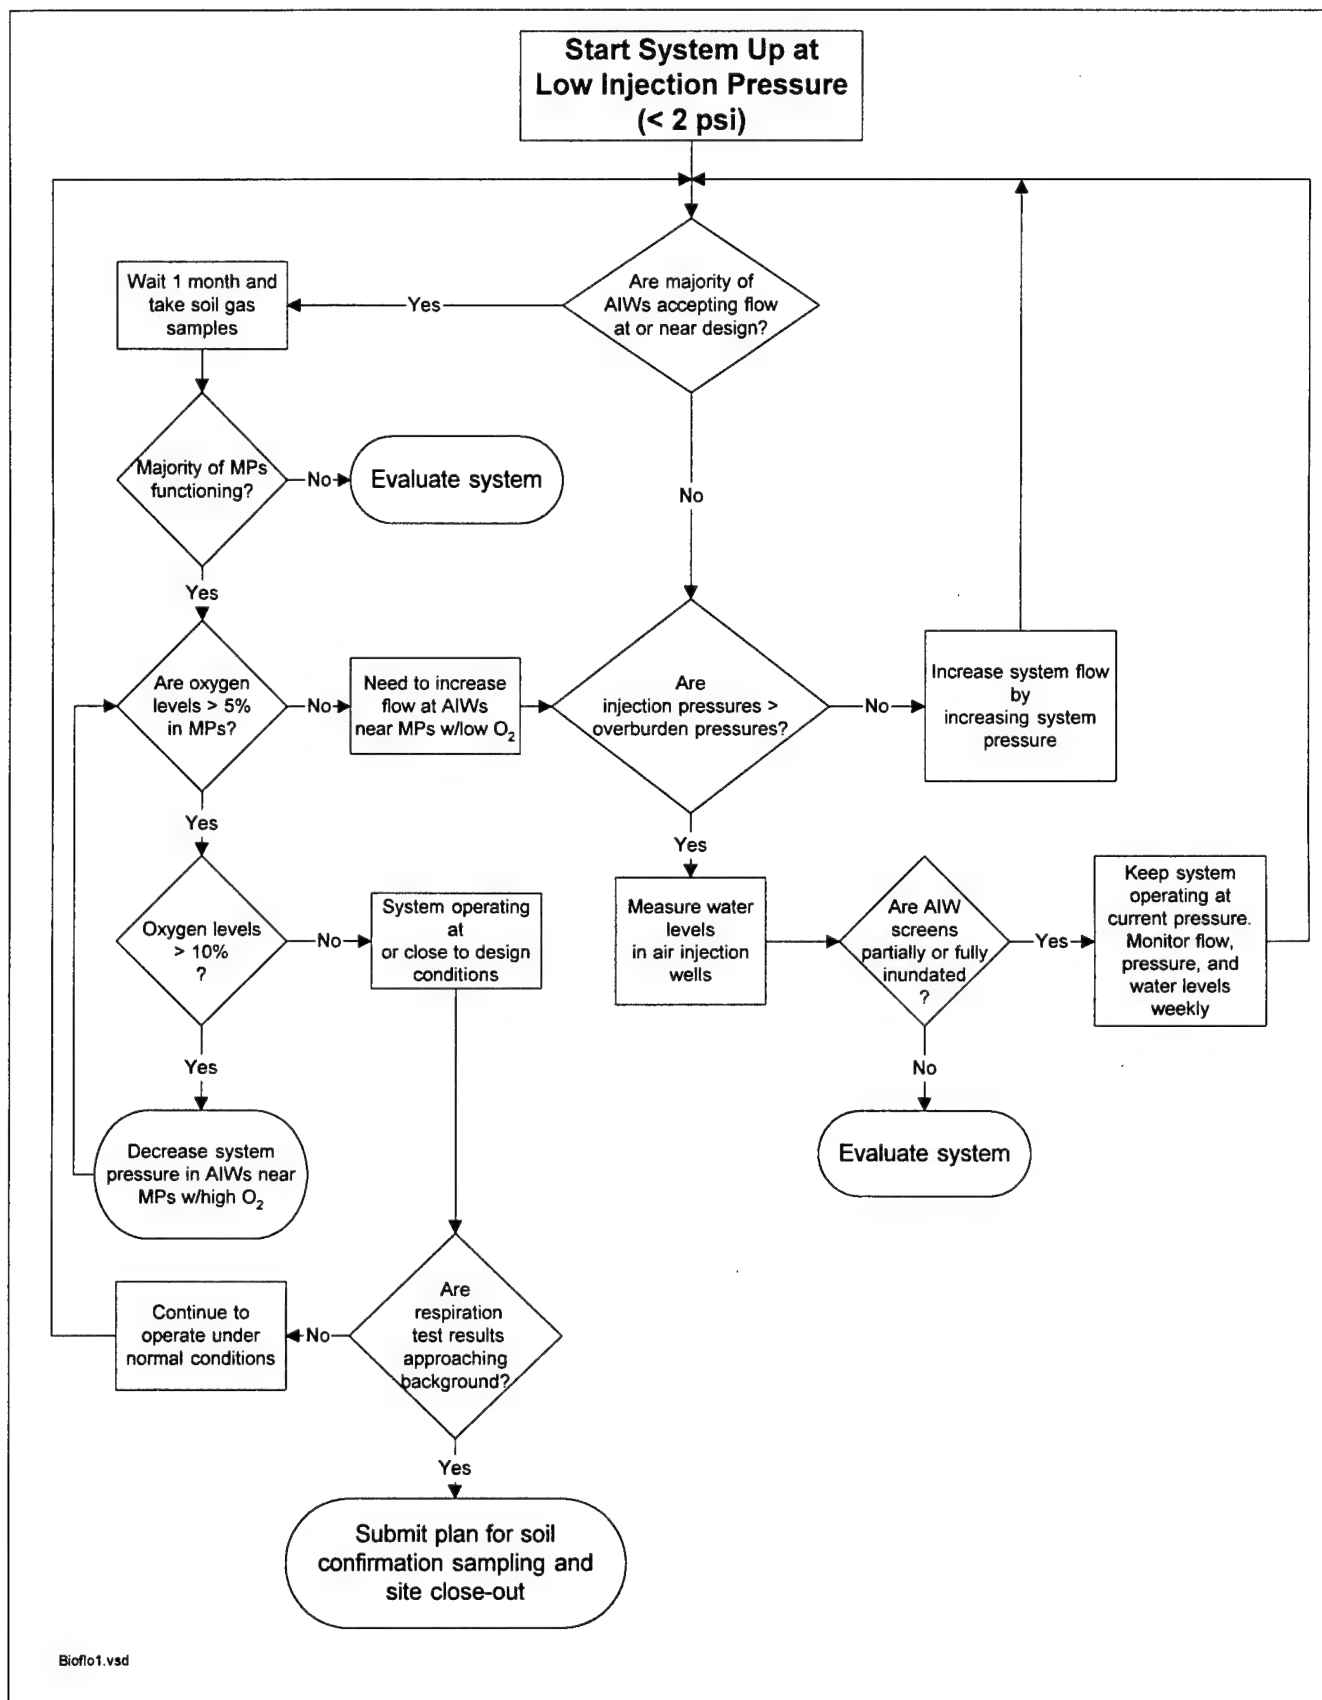 Start System Up at
Low Injection Pressure
(< 2 psi)
Wait 1 month and
take soil gas
samples
Yes
Are majority of
AIWs accepting flow
at or near design?
Majority of MPs
functioning?
No
Evaluate system
No
Yes
Are oxygen
levels > 5%
in MPs?
No
Need to increase
flow at AIWs
near MPs w/low O₂
Are
injection pressures >
overburden pressures?
No
Increase system flow
by
increasing system
pressure
Yes
Yes
Oxygen levels
> 10%
?
No
System operating
at
or close to design
conditions
Measure water
levels
in air injection
wells
Are AIW
screens
partially or fully
inundated
?
Yes
Keep system
operating at
current pressure.
Monitor flow,
pressure, and
water levels
weekly
Yes
No
Decrease system
pressure in AIWs near
MPs w/high O₂
Evaluate system
Continue to
operate under
normal conditions
No
Are
respiration
test results
approaching
background?
Yes
Submit plan for soil
confirmation sampling and
site close-out
Bioflo1.vsd